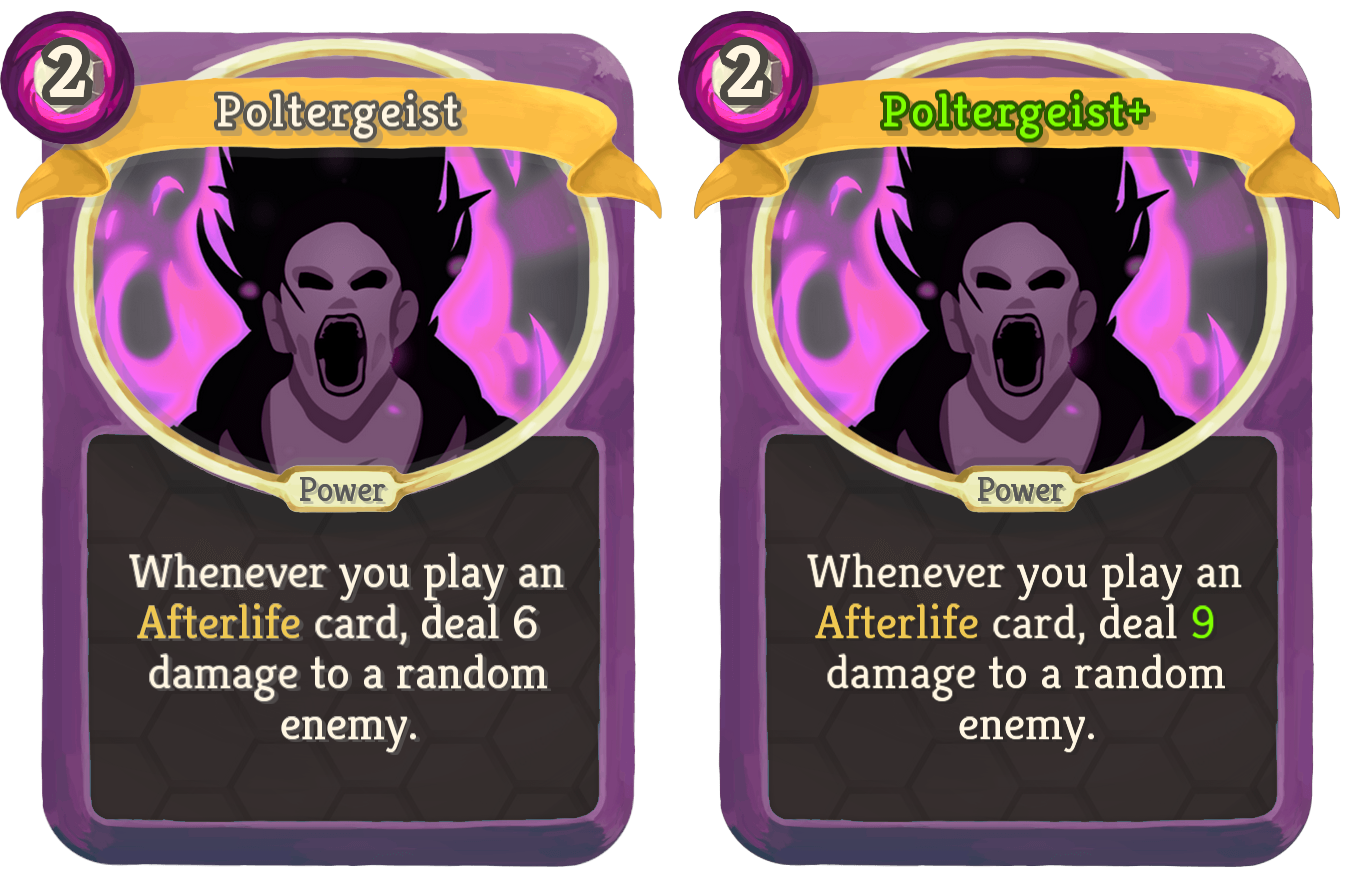 2
Poltergeist
Power
Whenever you play an
Afterlife card, deal 6
damage to a random
enemy.
2
Poltergeist+
Power
Whenever you play an
Afterlife card, deal 9
damage to a random
enemy.